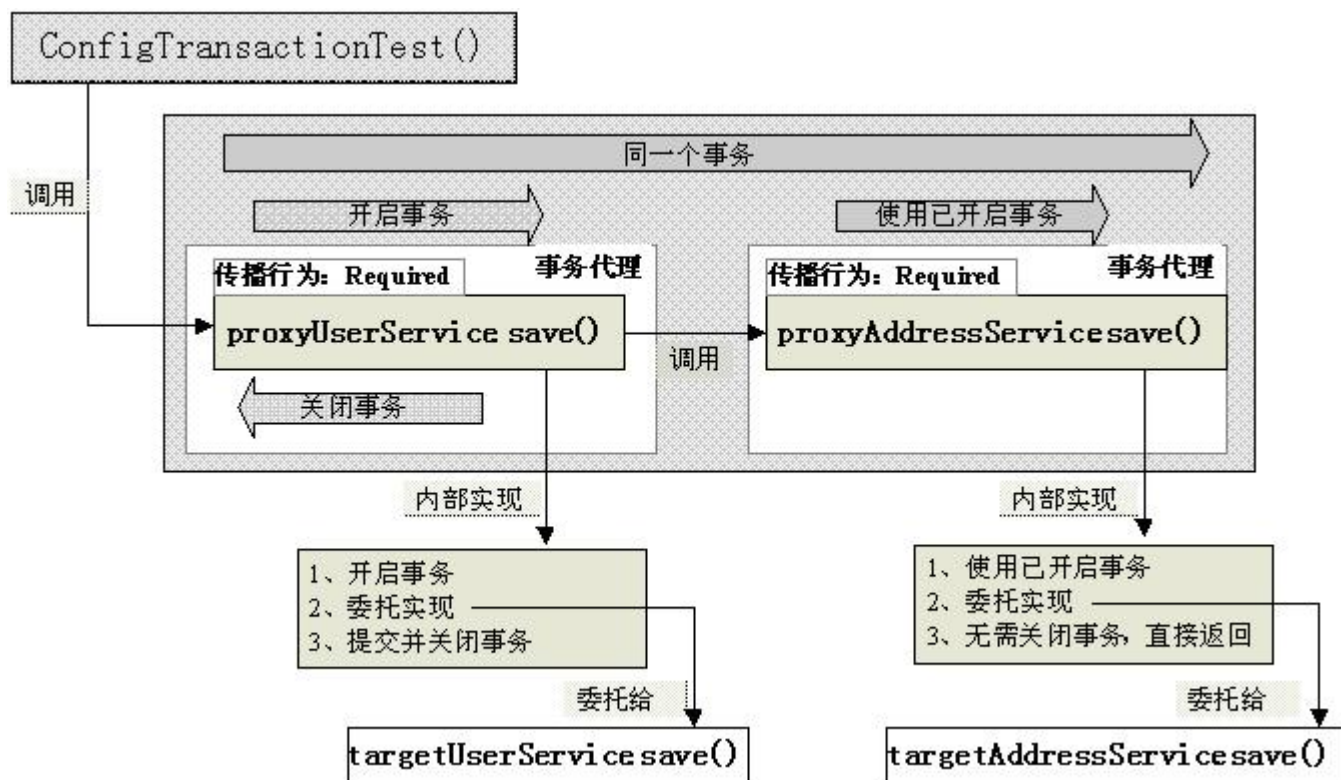 ConfigTransactionTest()
同一个事务
调用
开启事务
使用已开启事务
传播行为：Required
事务代理
传播行为：Required
事务代理
proxyUserService save()
调用
proxyAddressService save()
关闭事务
内部实现
内部实现
1、开启事务
2、委托实现
3、提交并关闭事务
1、使用已开启事务
2、委托实现
3、无需关闭事务，直接返回
委托给
委托给
targetUserService save()
targetAddressService save()